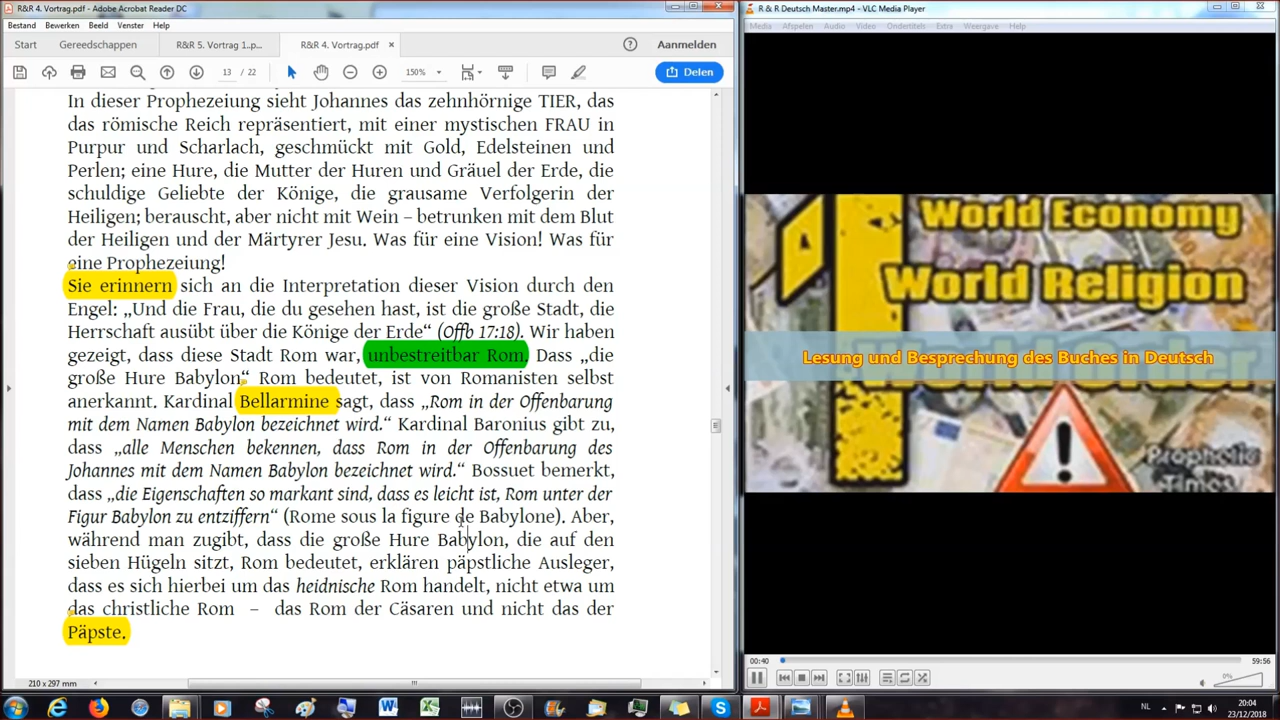 R&R 4. Vortrag.pdf - Adobe Acrobat Reader DC
Bestand Bewerken Beeld Venster Help
Start Gereedschappen R&R 5. Vortrag 1..p... R&R 4. Vortrag.pdf × Aanmelden
13 / 22 150% Delen
In dieser Prophezeiung sieht Johannes das zehnhörnige TIER, das
das römische Reich repräsentiert, mit einer mystischen FRAU in
Purpur und Scharlach, geschmückt mit Gold, Edelsteinen und
Perlen; eine Hure, die Mutter der Huren und Gräuel der Erde, die
schuldige Geliebte der Könige, die grausame Verfolgerin der
Heiligen; berauscht, aber nicht mit Wein – betrunken mit dem Blut
der Heiligen und der Märtyrer Jesu. Was für eine Vision! Was für
eine Prophezeiung!
Sie erinnern sich an die Interpretation dieser Vision durch den
Engel: „Und die Frau, die du gesehen hast, ist die große Stadt, die
Herrschaft ausübt über die Könige der Erde“ (Offb 17:18). Wir haben
gezeigt, dass diese Stadt Rom war, unbestreitbar Rom. Dass „die
große Hure Babylon“ Rom bedeutet, ist von Romanisten selbst
anerkannt. Kardinal Bellarmine sagt, dass „Rom in der Offenbarung
mit dem Namen Babylon bezeichnet wird.“ Kardinal Baronius gibt zu,
dass „alle Menschen bekennen, dass Rom in der Offenbarung des
Johannes mit dem Namen Babylon bezeichnet wird.“ Bossuet bemerkt,
dass „die Eigenschaften so markant sind, dass es leicht ist, Rom unter der
Figur Babylon zu entziffern“ (Rome sous la figure de Babylone). Aber,
während man zugibt, dass die große Hure Babylon, die auf den
sieben Hügeln sitzt, Rom bedeutet, erklären päpstliche Ausleger,
dass es sich hierbei um das heidnische Rom handelt, nicht etwa um
das christliche Rom – das Rom der Cäsaren und nicht das der
Päpste.
210 x 297 mm
R & R Deutsch Master.mp4 - VLC Media Player
Media Afspelen Audio Video Ondertitels Extra Weergave Help
World Economy
World Religion
Lesung und Besprechung des Buches in Deutsch
World Order
Prophetic
Times
00:40 59:56
0%
NL 20:04
23/12/2018